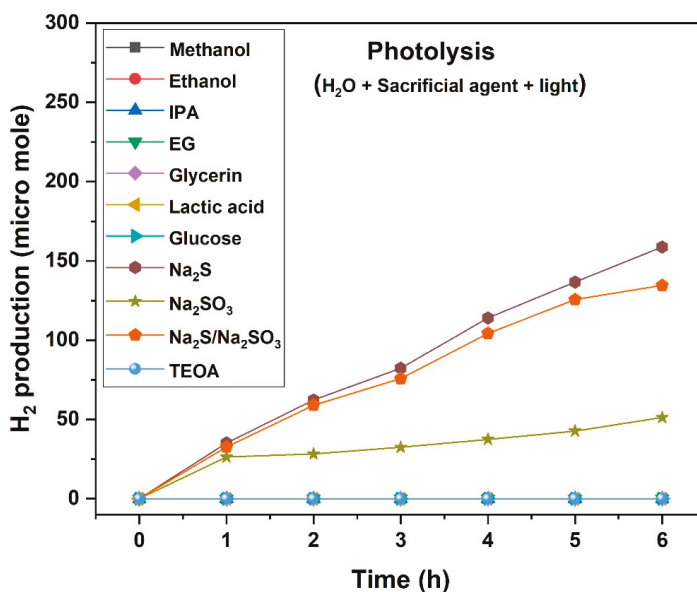 Photolysis
(H₂O + Sacrificial agent + light)
Methanol
Ethanol
IPA
EG
Glycerin
Lactic acid
Glucose
Na₂S
Na₂SO₃
Na₂S/Na₂SO₃
TEOA
H₂ production (micro mole)
300
250
200
150
100
50
0
0 1 2 3 4 5 6
Time (h)